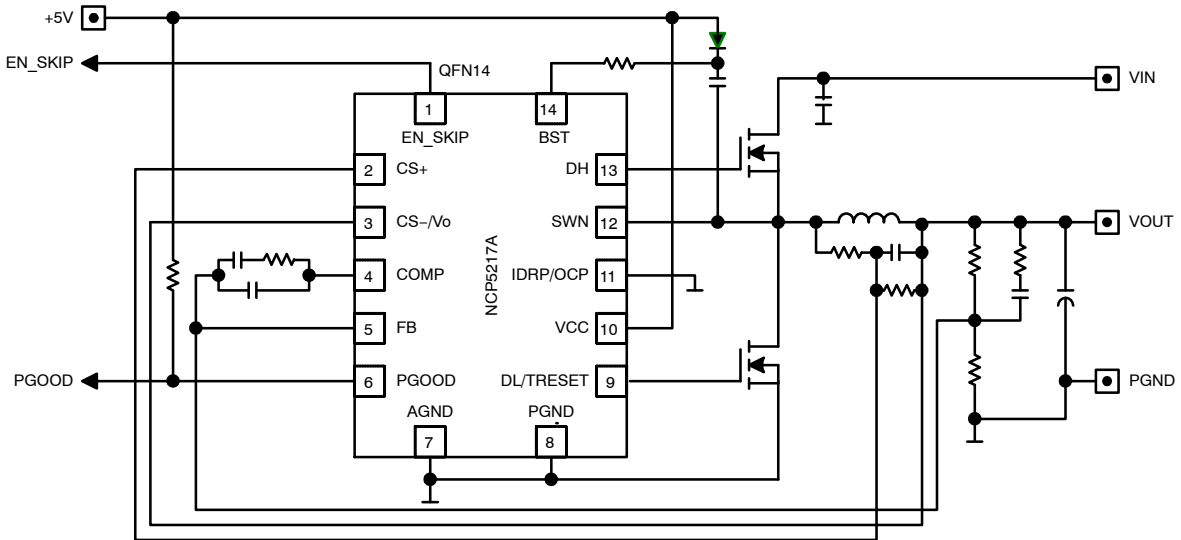 +5V
EN_SKIP
QFN14
VIN
1
14
EN_SKIP
BST
2
CS+
DH
13
3
CS-/Vo
SWN
12
VOUT
4
COMP
IDRP/OCP
11
NCP5217A
5
FB
VCC
10
PGOOD
6
PGOOD
DL/TRESET
9
PGND
AGND
PGND
7
8